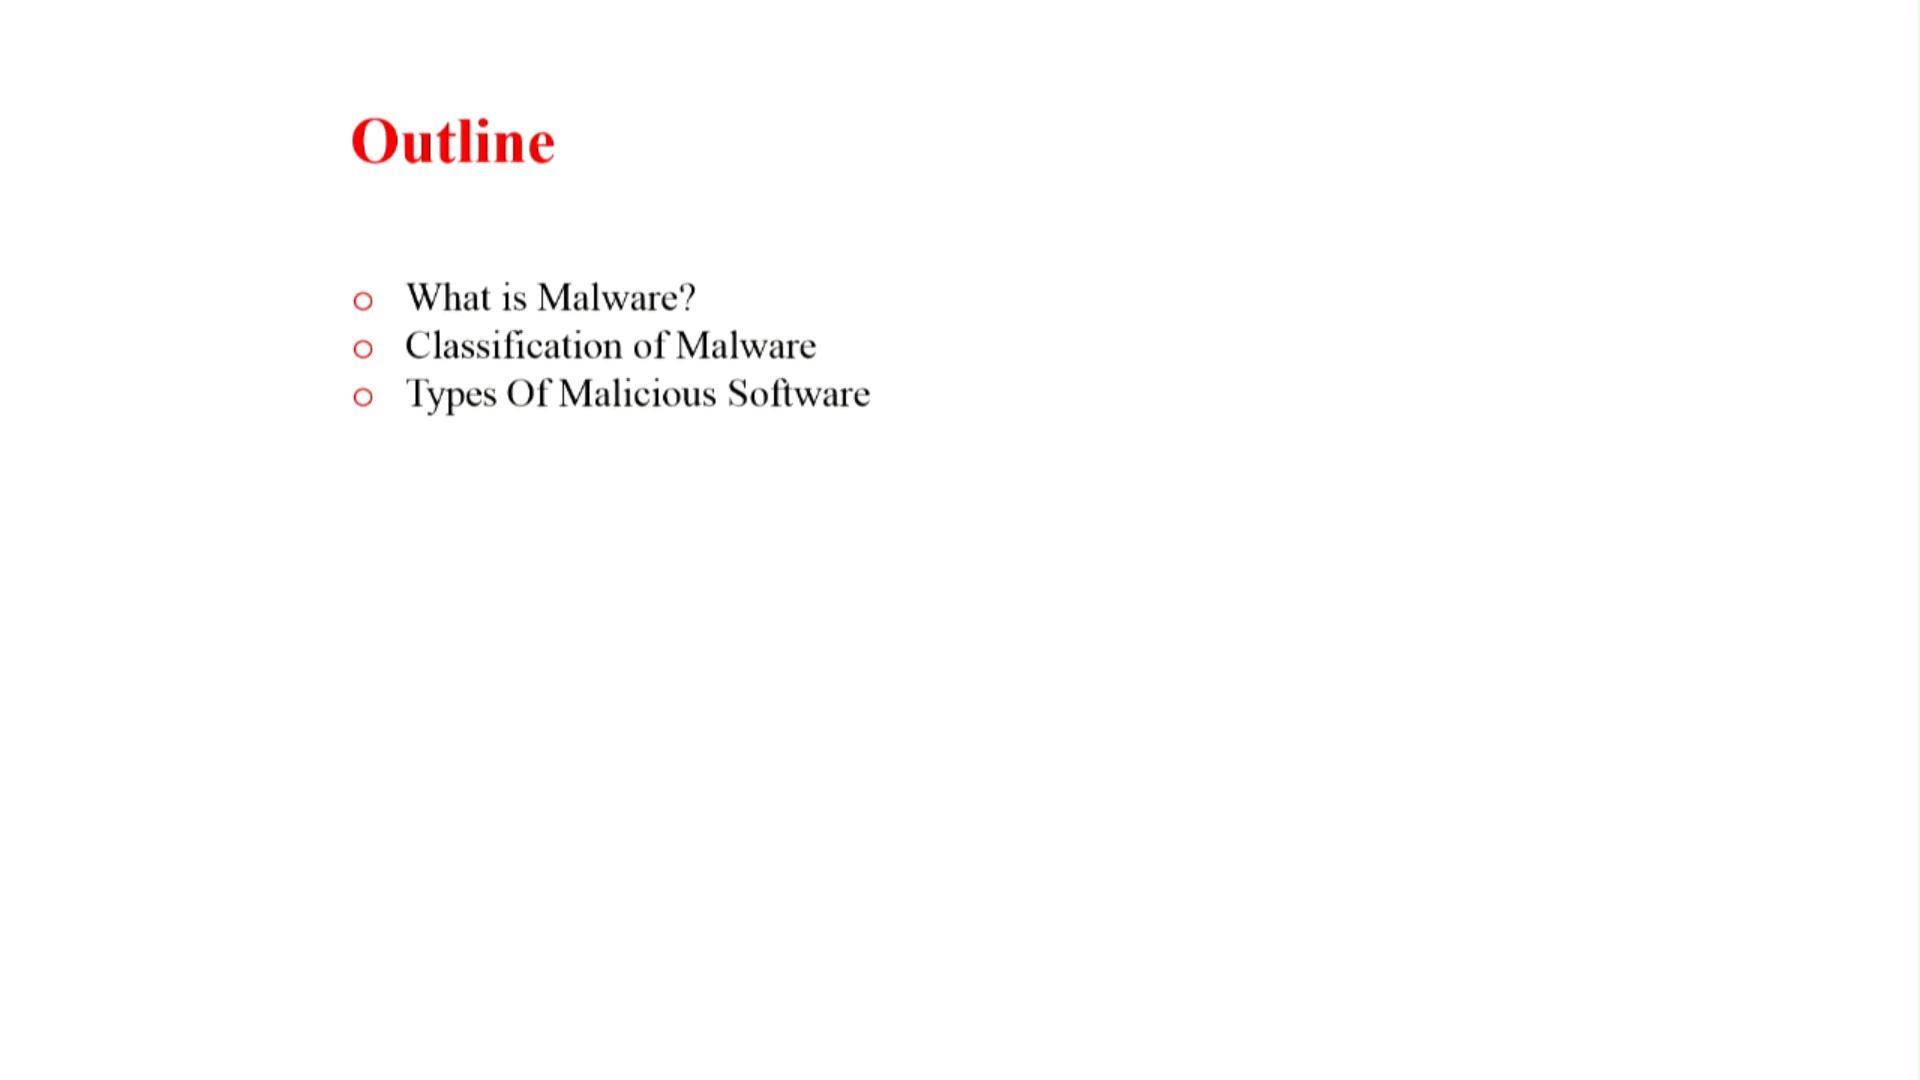 Outline
What is Malware?
Classification of Malware
Types Of Malicious Software